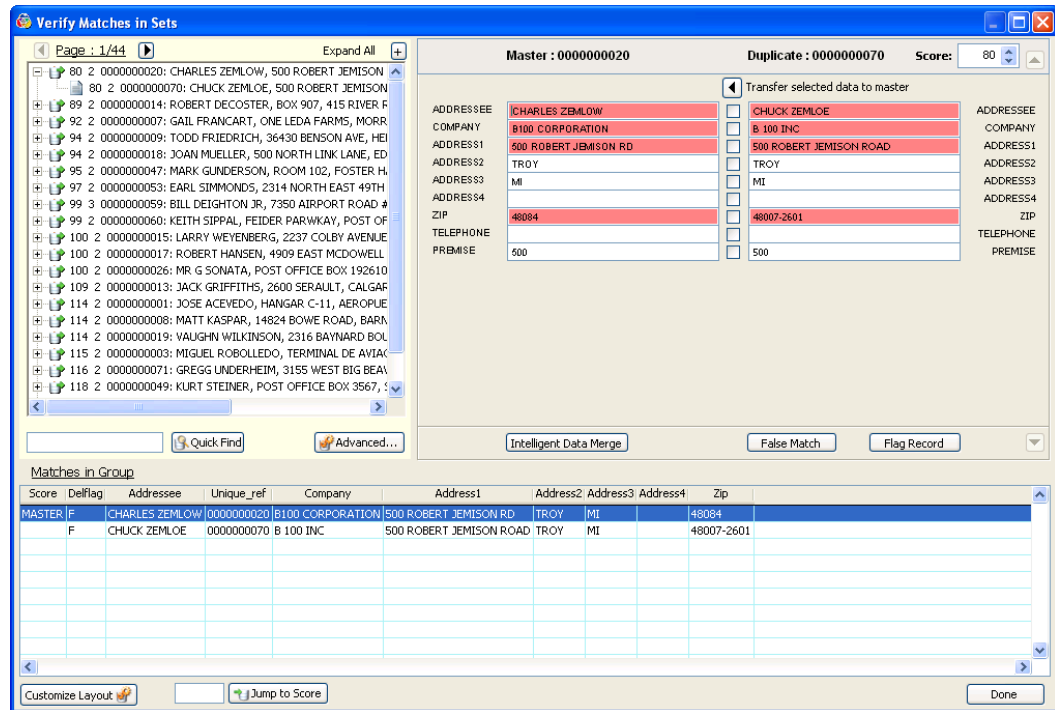 Verify Matches in Sets
Page : 1/44 Expand All
80 2 0000000020: CHARLES ZEMLOW, 500 ROBERT JEMISON
80 2 0000000070: CHUCK ZEMLOE, 500 ROBERT JEMISON
89 2 0000000014: ROBERT DECOSTER, BOX 907, 415 RIVER R
92 2 0000000007: GAIL FRANCART, ONE LEDA FARMS, MORR
94 2 0000000009: TODD FRIEDRICH, 36430 BENSON AVE, HE
94 2 0000000018: JOAN MUELLER, 500 NORTH LINK LANE, ED
95 2 0000000047: MARK GUNDERSON, ROOM 102, FOSTER H
97 2 0000000053: EARL SIMMONDS, 2314 NORTH EAST 49TH
99 3 0000000059: BILL DEIGHTON JR, 7350 AIRPORT ROAD #
99 2 0000000060: KEITH SIPPAL, FEIDER PARWKAY, POST OF
100 2 0000000015: LARRY WEYENBERG, 2237 COLBY AVENUE
100 2 0000000017: ROBERT HANSEN, 4909 EAST MCDOWELL
100 2 0000000026: MR G SONATA, POST OFFICE BOX 192610
109 2 0000000013: JACK GRIFFITHS, 2600 SERAULT, CALGAR
114 2 0000000001: JOSE ACEVEDO, HANGAR C-11, AEROPUE
114 2 0000000008: MATT KASPAR, 14824 BOWE ROAD, BARN
114 2 0000000019: VAUGHN WILKINSON, 2316 BAYNARD BOU
115 2 0000000003: MIGUEL ROBOLLEDO, TERMINAL DE AVIA
116 2 0000000071: GREGG UNDERHEIM, 3155 WEST BIG BEA
118 2 0000000049: KURT STEINER, POST OFFICE BOX 3567,
Quick Find Advanced...
Master : 0000000020 Duplicate : 0000000070 Score: 80
Transfer selected data to master
ADDRESSEE CHARLES ZEMLOW CHUCK ZEMLOE ADDRESSEE
COMPANY B100 CORPORATION B 100 INC COMPANY
ADDRESS1 500 ROBERT JEMISON RD 500 ROBERT JEMISON ROAD ADDRESS1
ADDRESS2 TROY TROY ADDRESS2
ADDRESS3 MI MI ADDRESS3
ADDRESS4 ADDRESS4
ZIP 48084 48007-2601 ZIP
TELEPHONE TELEPHONE
PREMISE 500 500 PREMISE
Intelligent Data Merge False Match Flag Record
Matches in Group
Score Delflag Addressee Unique_ref Company Address1 Address2 Address3 Address4 Zip
MASTER F CHARLES ZEMLOW 0000000020 B100 CORPORATION 500 ROBERT JEMISON RD TROY MI 48084
F CHUCK ZEMLOE 0000000070 B 100 INC 500 ROBERT JEMISON ROAD TROY MI 48007-2601
Customize Layout Jump to Score Done